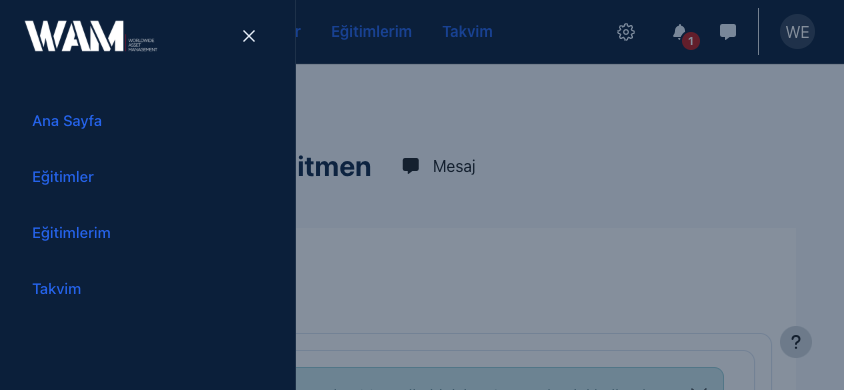 WAM WORLDWIDE
ASSET
MANAGEMENT
r Eğitimlerim Takvim 1 WE
Ana Sayfa
itmen Mesaj
Eğitimler
Eğitimlerim
Takvim
?